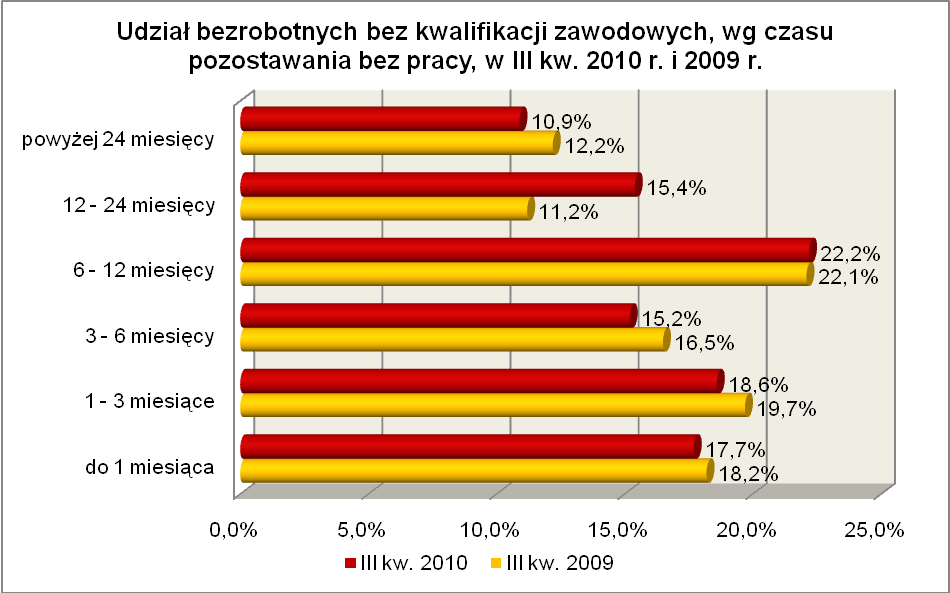 Udział bezrobotnych bez kwalifikacji zawodowych, wg czasu
pozostawania bez pracy, w III kw. 2010 r. i 2009 r.
powyżej 24 miesięcy
10,9%
12,2%
12 - 24 miesięcy
15,4%
11,2%
6 - 12 miesięcy
22,2%
22,1%
3 - 6 miesięcy
15,2%
16,5%
1 - 3 miesiące
18,6%
19,7%
do 1 miesiąca
17,7%
18,2%
0,0% 5,0% 10,0% 15,0% 20,0% 25,0%
III kw. 2010 III kw. 2009